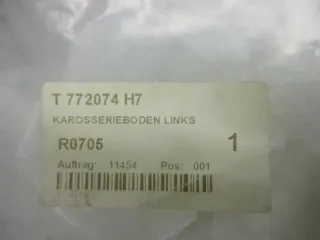 T 772074 H7
KAROSSERIEBODEN LINKS
R0705 1
Auftrag: 11454 Pos: 001